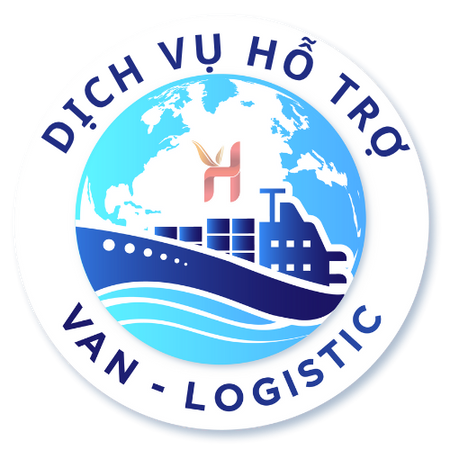 DỊCH VỤ HỖ TRỢ
H
VAN - LOGISTIC